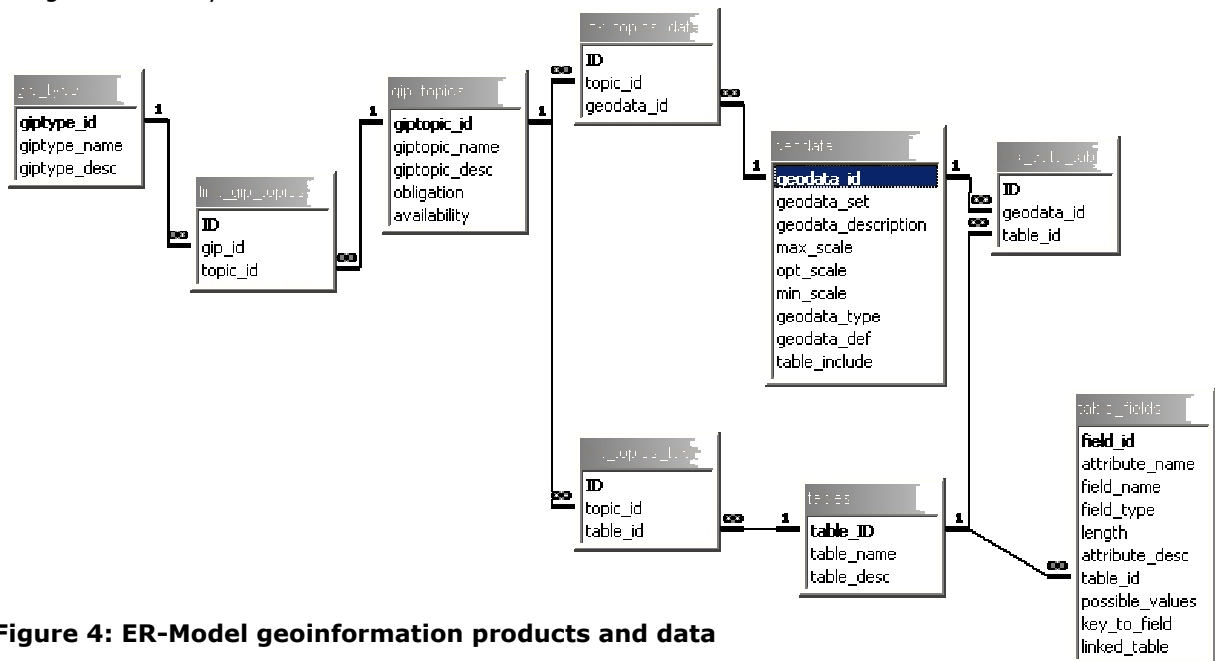 ID
topic_id
geodata_id
giptype_id
giptype_name
giptype_desc
gip_topics
giptopic_id
giptopic_name
giptopic_desc
obligation
availability
ID
gip_id
topic_id
geodata_id
geodata_set
geodata_description
max_scale
opt_scale
min_scale
geodata_type
geodata_def
table_include
ID
geodata_id
table_id
ID
topic_id
table_id
tables
table_ID
table_name
table_desc
table_fields
field_id
attribute_name
field_name
field_type
length
attribute_desc
table_id
possible_values
key_to_field
linked_table
1
∞
∞
1
1
∞
∞
1
1
∞
∞
∞
∞
1
1
∞
Figure 4: ER-Model geoinformation products and data